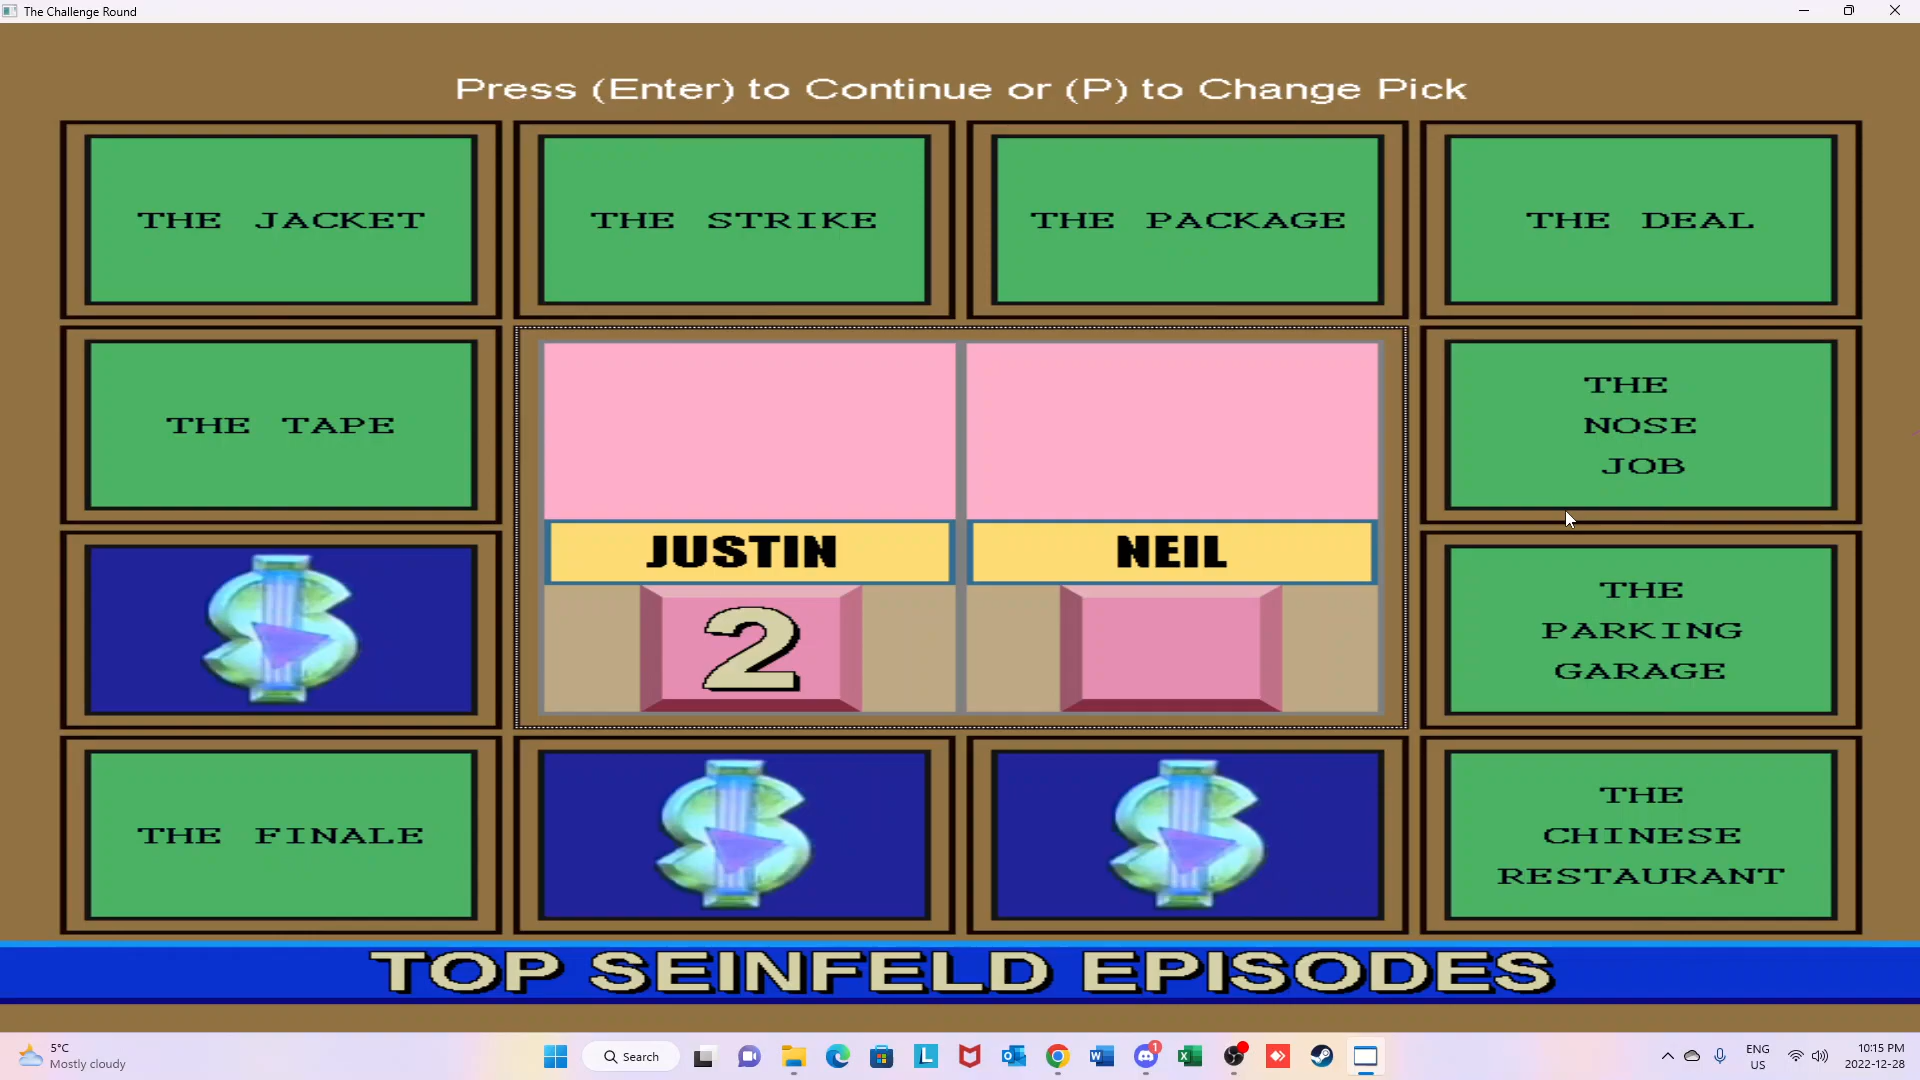 The Challenge Round
Press (Enter) to Continue or (P) to Change Pick
THE JACKET
THE STRIKE
THE PACKAGE
THE DEAL
THE TAPE
THE
NOSE
JOB
JUSTIN
NEIL
2
THE
PARKING
GARAGE
THE FINALE
THE
CHINESE
RESTAURANT
TOP SEINFELD EPISODES
5°C
Mostly cloudy
Search
1
ENG
US
10:15 PM
2022-12-28